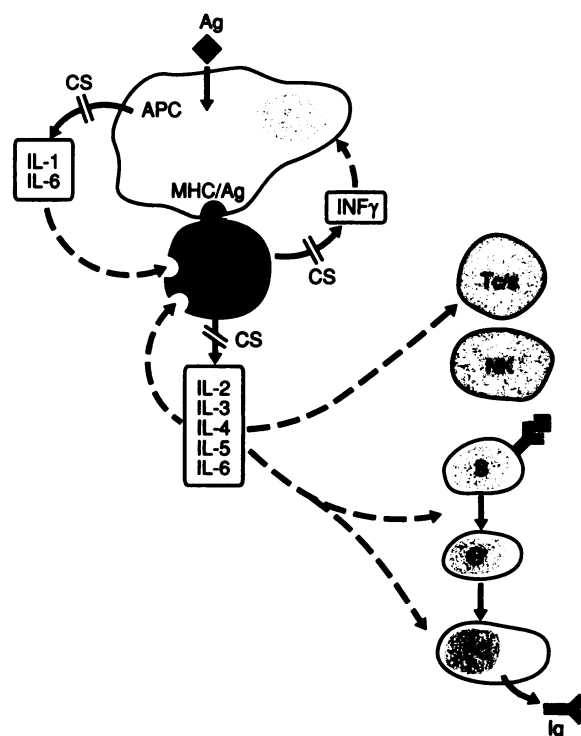 Ag
CS
APC
IL-1
IL-6
MHC/Ag
INFγ
CS
CS
Tc/s
NK
IL-2
IL-3
IL-4
IL-5
IL-6
B
Ig